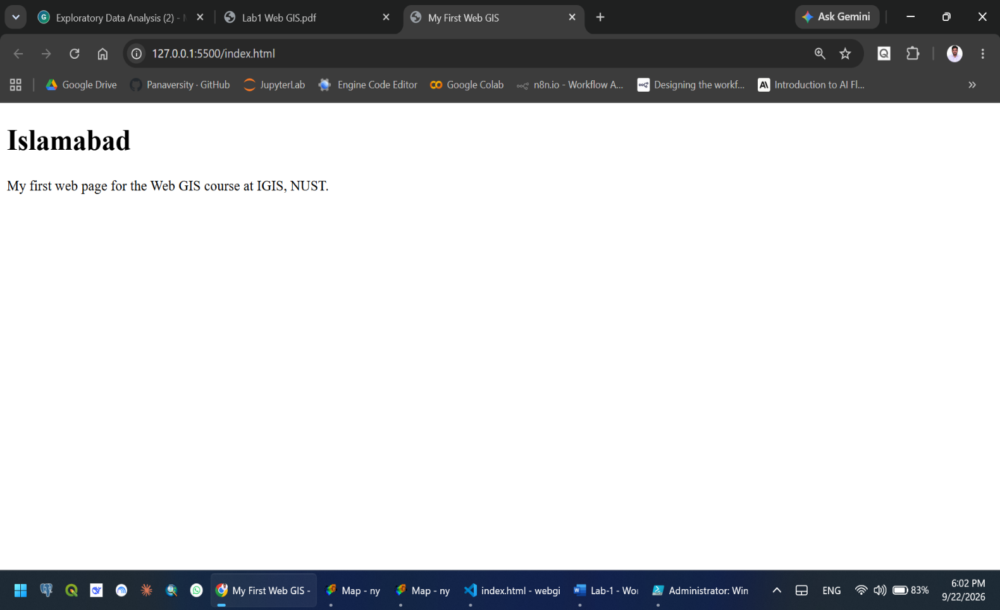 Exploratory Data Analysis (2) -
Lab1 Web GIS.pdf
My First Web GIS
Ask Gemini
127.0.0.1:5500/index.html
Google Drive
Panaversity · GitHub
JupyterLab
Engine Code Editor
Google Colab
n8n.io - Workflow A...
Designing the workf...
Introduction to AI Fl...
Islamabad
My first web page for the Web GIS course at IGIS, NUST.
My First Web GIS -
Map - ny
Map - ny
index.html - webgi
Lab-1 - Wor
Administrator: Win
ENG
83%
6:02 PM
9/22/2026